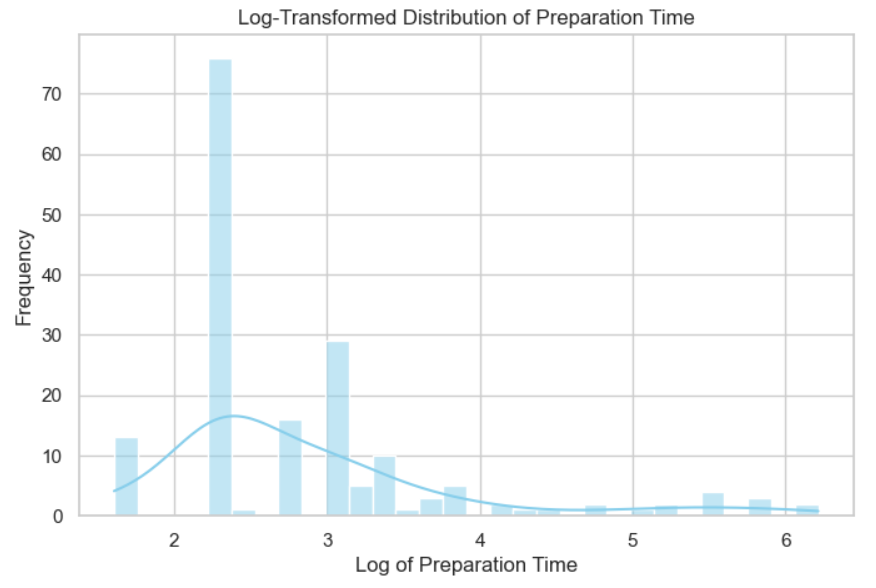 Log-Transformed Distribution of Preparation Time
Frequency
70
60
50
40
30
20
10
0
2 3 4 5 6
Log of Preparation Time